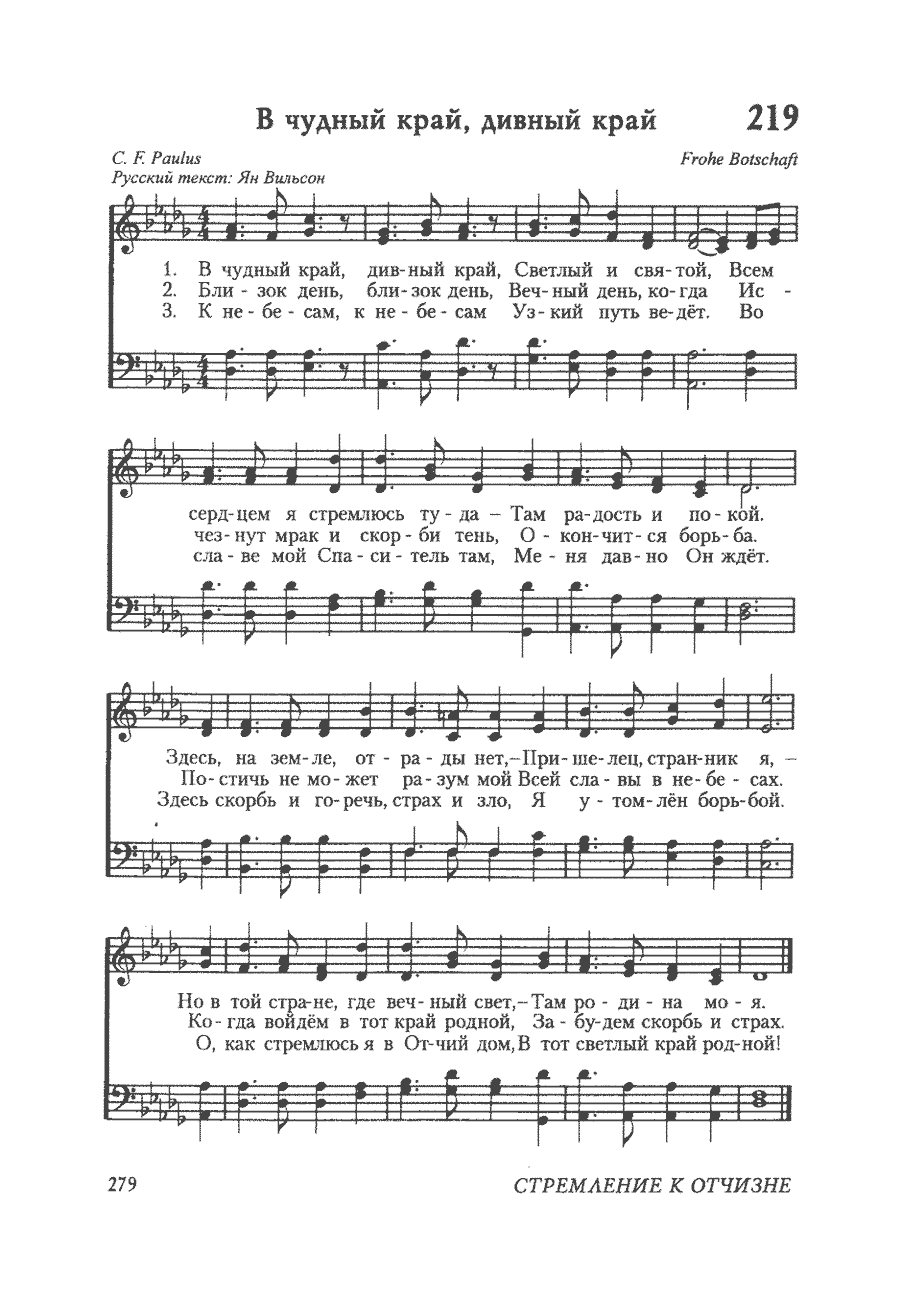 В чудный край, дивный край 219
C. F. Paulus Frohe Botschaft
Русский текст: Ян Вильсон
1. В чудный край, див-ный край, Светлый и свя-той, Всем
2. Бли - зок день, бли-зок день, Веч-ный день, ко-гда Ис -
3. К не - бе - сам, к не - бе - сам Уз-кий путь ве-дёт. Во
серд-цем я стремлюсь ту - да – Там ра-дость и по - кой.
чез-нут мрак и скор - би тень, О - кон-чит-ся борь-ба.
сла - ве мой Спа - си - тель там, Ме - ня дав-но Он ждёт.
Здесь, на зем-ле, от - ра - ды нет,–При-ше-лец, стран-ник я, –
По-стичь не мо-жет ра-зум мой Всей сла-вы в не-бе - сах.
Здесь скорбь и го-речь, страх и зло, Я у - том-лён борь-бой.
Но в той стра-не, где веч-ный свет,–Там ро - ди - на мо - я.
Ко-гда войдём в тот край родной, За - бу-дем скорбь и страх.
О, как стремлюсь я в От-чий дом, В тот светлый край род-ной!
279 СТРЕМЛЕНИЕ К ОТЧИЗНЕ